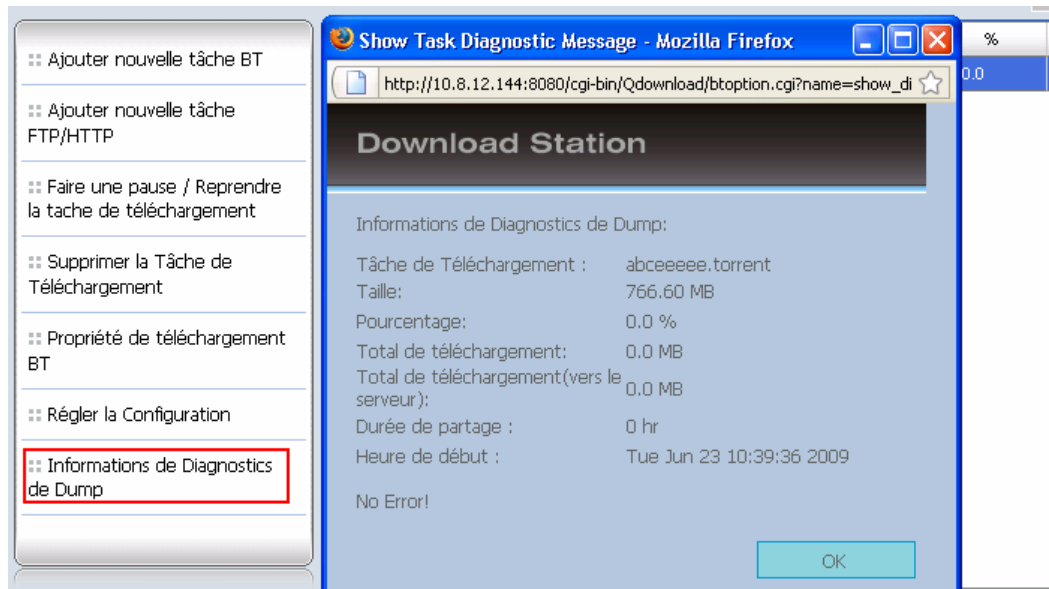 :: Ajouter nouvelle tâche BT
:: Ajouter nouvelle tâche
FTP/HTTP
:: Faire une pause / Reprendre
la tache de téléchargement
:: Supprimer la Tâche de
Téléchargement
:: Propriété de téléchargement
BT
:: Régler la Configuration
:: Informations de Diagnostics
de Dump
Show Task Diagnostic Message - Mozilla Firefox
http://10.8.12.144:8080/cgi-bin/Qdownload/btoption.cgi?name=show_di
Download Station
Informations de Diagnostics de Dump:
Tâche de Téléchargement : abceeeee.torrent
Taille: 766.60 MB
Pourcentage: 0.0 %
Total de téléchargement: 0.0 MB
Total de téléchargement(vers le
serveur): 0.0 MB
Durée de partage : 0 hr
Heure de début : Tue Jun 23 10:39:36 2009
No Error!
OK
%
0.0